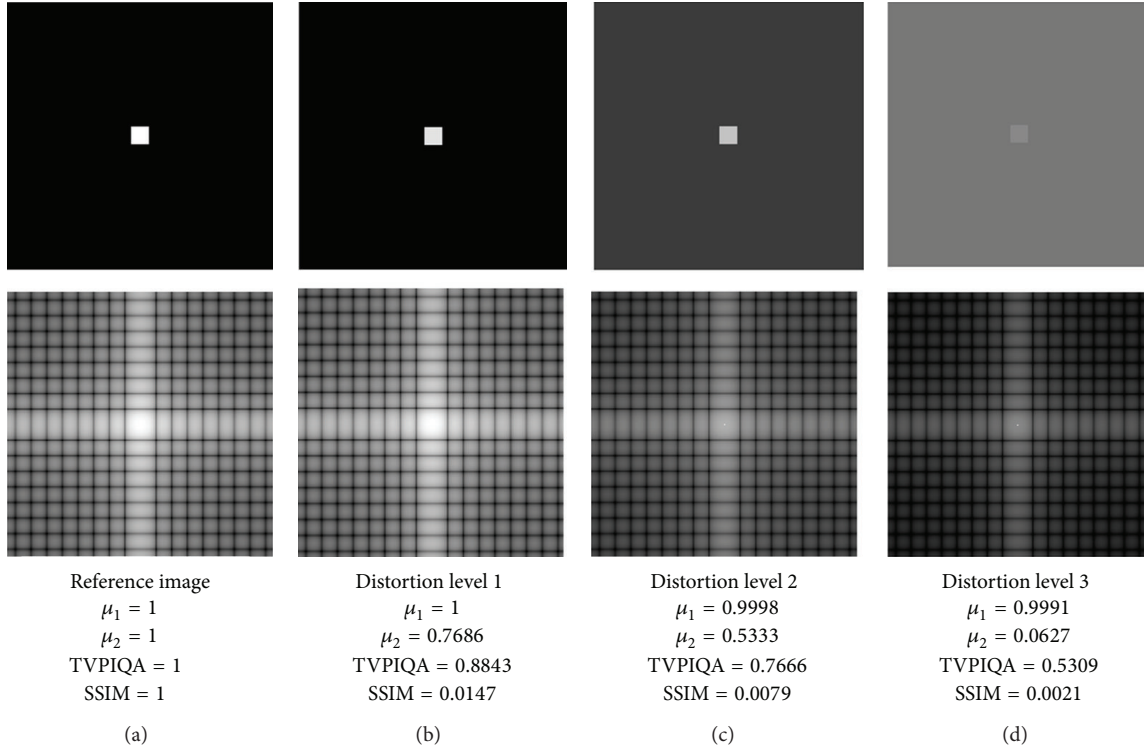 Reference image
μ₁ = 1
μ₂ = 1
TVPIQA = 1
SSIM = 1
(a)
Distortion level 1
μ₁ = 1
μ₂ = 0.7686
TVPIQA = 0.8843
SSIM = 0.0147
(b)
Distortion level 2
μ₁ = 0.9998
μ₂ = 0.5333
TVPIQA = 0.7666
SSIM = 0.0079
(c)
Distortion level 3
μ₁ = 0.9991
μ₂ = 0.0627
TVPIQA = 0.5309
SSIM = 0.0021
(d)